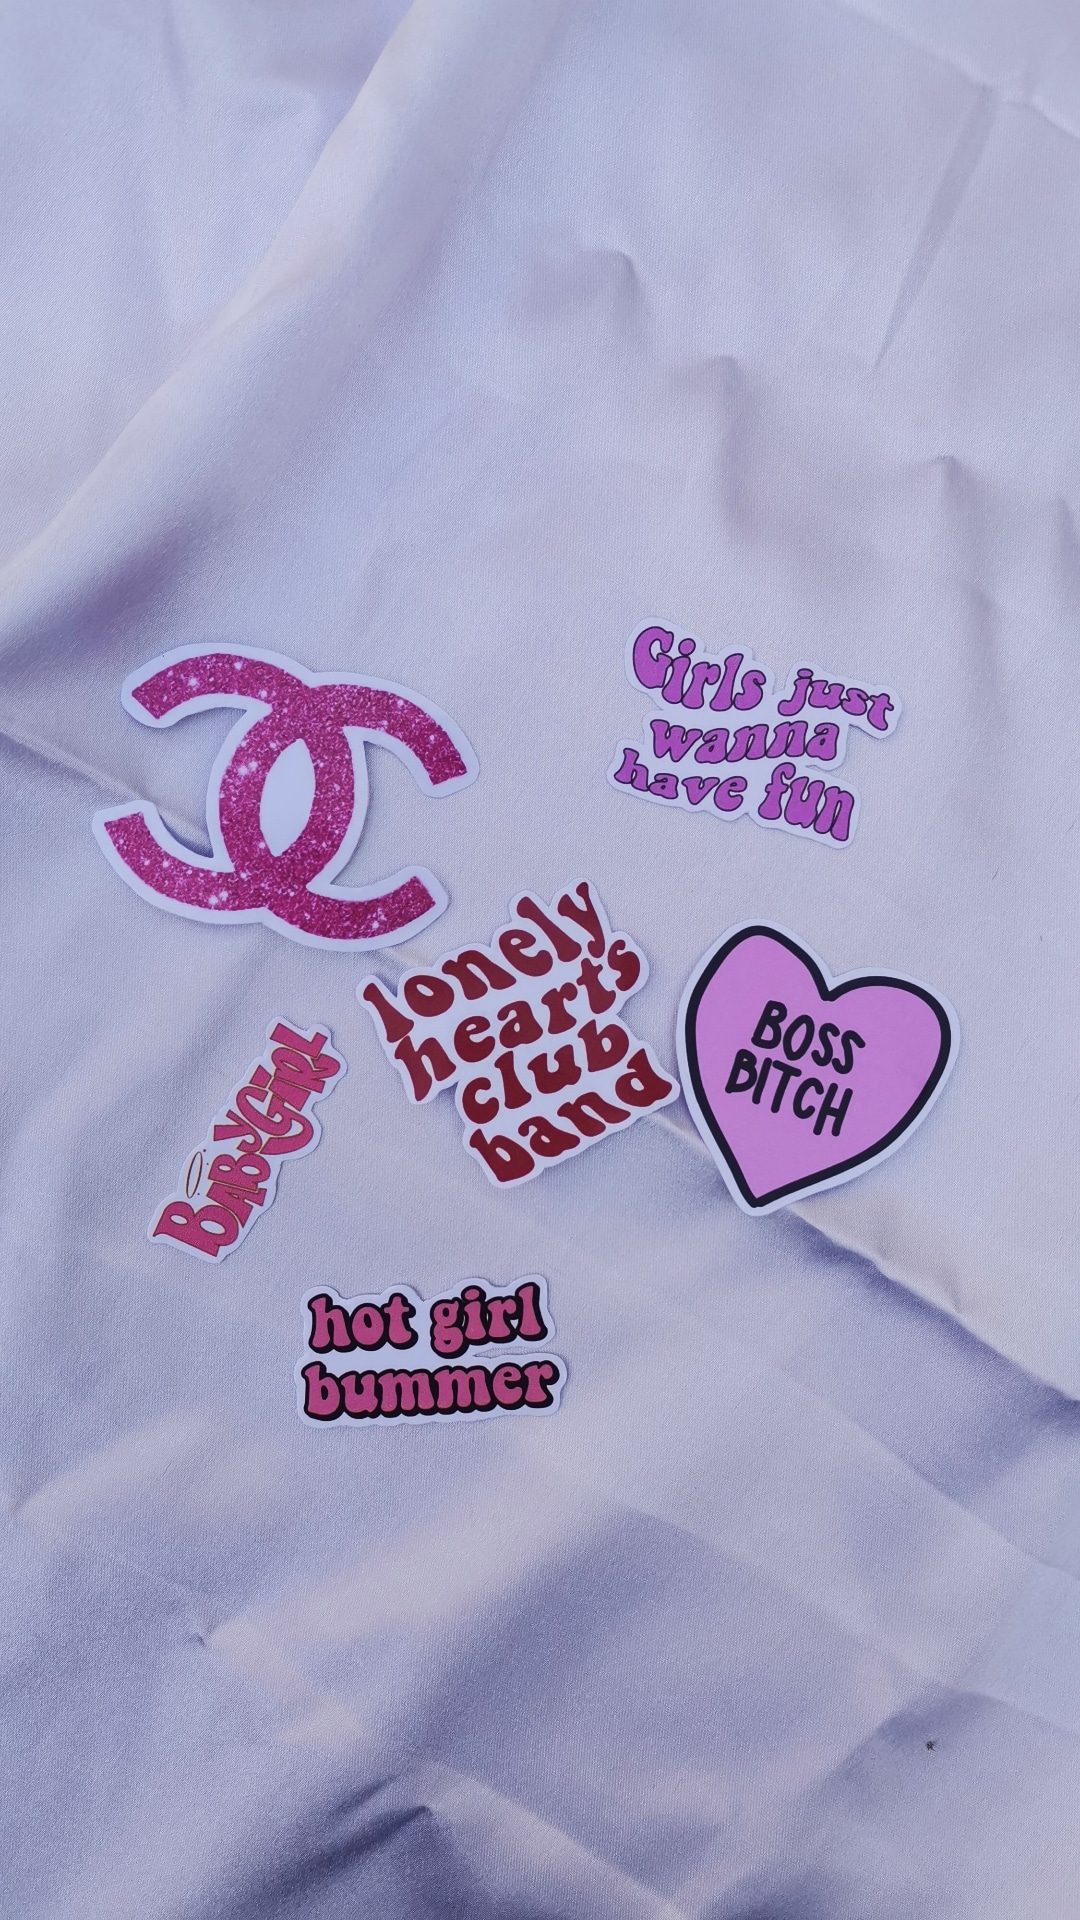 Girls just
wanna
have fun
lonely
hearts
club
band
BOSS
BITCH
BABYGIRL
hot girl
bummer